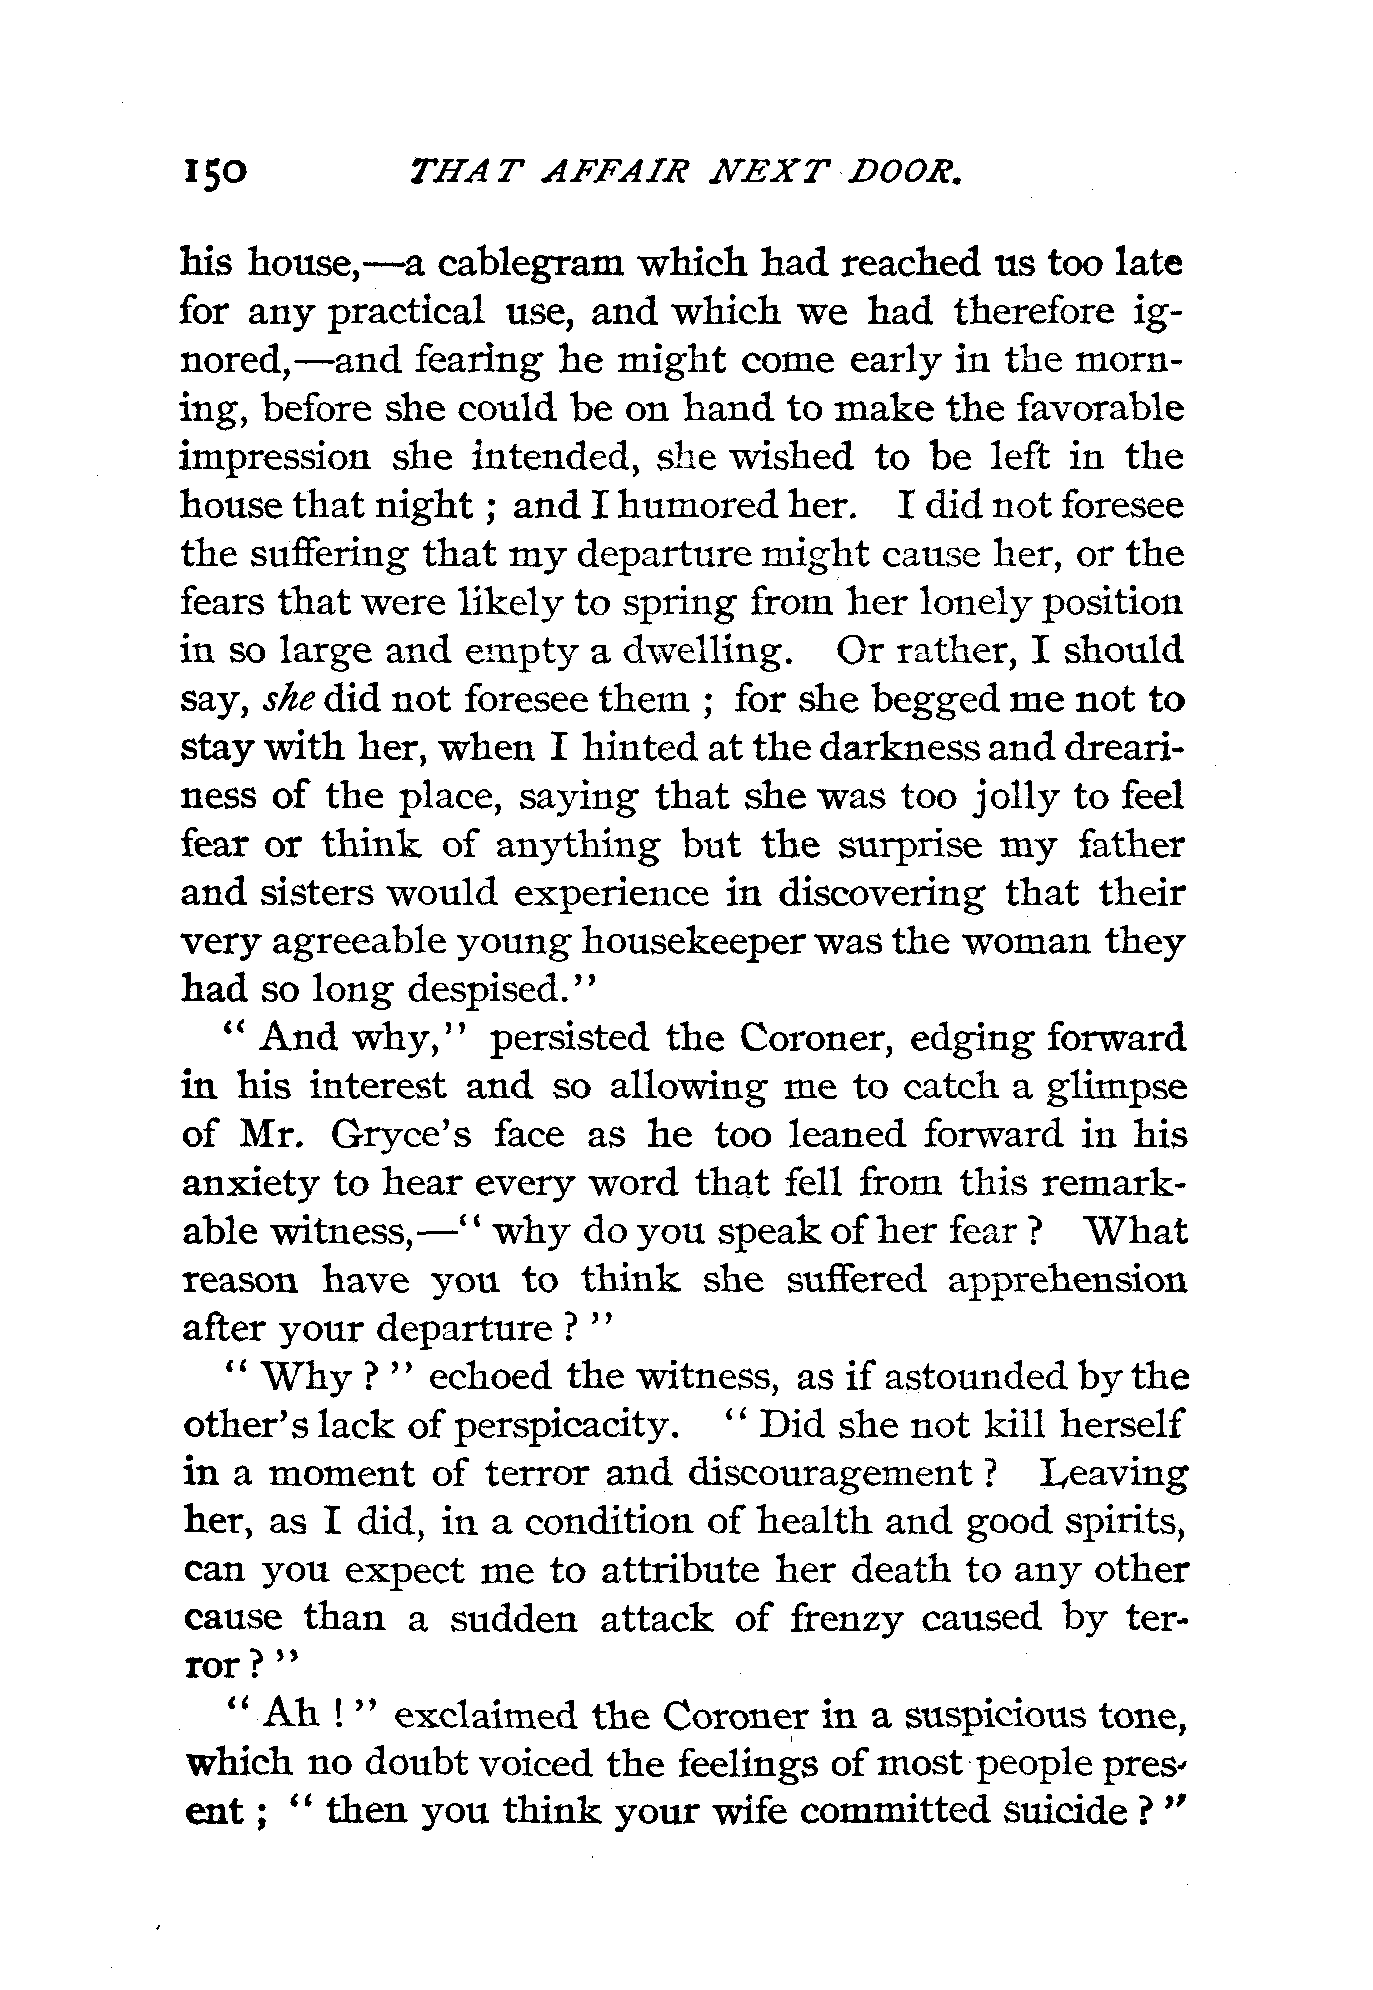 150 THAT AFFAIR NEXT DOOR.
his house,—a cablegram which had reached us too late
for any practical use, and which we had therefore ig-
nored,—and fearing he might come early in the morn-
ing, before she could be on hand to make the favorable
impression she intended, she wished to be left in the
house that night ; and I humored her. I did not foresee
the suffering that my departure might cause her, or the
fears that were likely to spring from her lonely position
in so large and empty a dwelling. Or rather, I should
say, she did not foresee them ; for she begged me not to
stay with her, when I hinted at the darkness and dreari-
ness of the place, saying that she was too jolly to feel
fear or think of anything but the surprise my father
and sisters would experience in discovering that their
very agreeable young housekeeper was the woman they
had so long despised."
" And why," persisted the Coroner, edging forward
in his interest and so allowing me to catch a glimpse
of Mr. Gryce's face as he too leaned forward in his
anxiety to hear every word that fell from this remark-
able witness,—" why do you speak of her fear ? What
reason have you to think she suffered apprehension
after your departure ? "
" Why ? " echoed the witness, as if astounded by the
other's lack of perspicacity. " Did she not kill herself
in a moment of terror and discouragement ? Leaving
her, as I did, in a condition of health and good spirits,
can you expect me to attribute her death to any other
cause than a sudden attack of frenzy caused by ter-
ror ? "
" Ah ! " exclaimed the Coroner in a suspicious tone,
which no doubt voiced the feelings of most people pres-
ent ; " then you think your wife committed suicide ? "